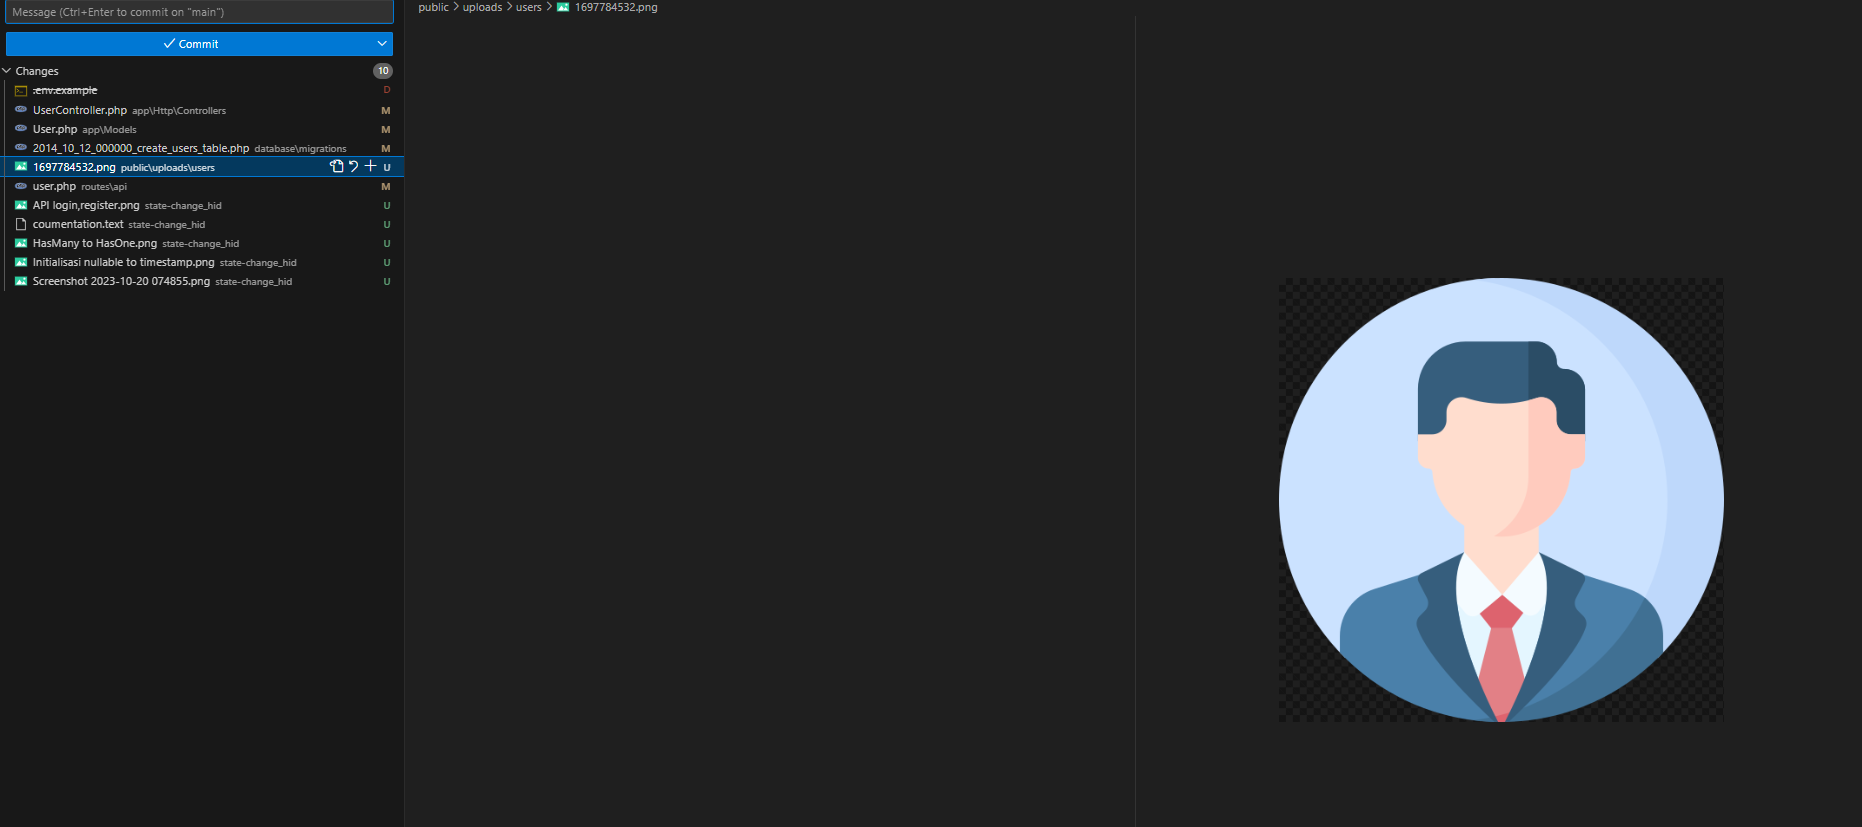 Message (Ctrl+Enter to commit on "main")
public > uploads > users > 1697784532.png
Commit
Changes 10
.env.example D
UserController.php app\Http\Controllers M
User.php app\Models M
2014_10_12_000000_create_users_table.php database\migrations M
1697784532.png public\uploads\users U
user.php routes\api M
API login,register.png state-change_hid U
coumentation.text state-change_hid U
HasMany to HasOne.png state-change_hid U
Initialisasi nullable to timestamp.png state-change_hid U
Screenshot 2023-10-20 074855.png state-change_hid U